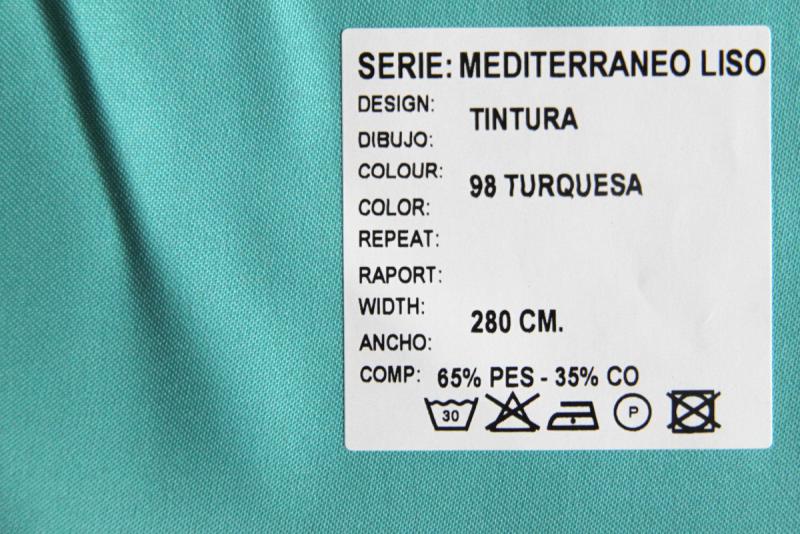 SERIE: MEDITERRANEO LISO
DESIGN:
TINTURA
DIBUJO:
COLOUR:
98 TURQUESA
COLOR:
REPEAT:
RAPORT:
WIDTH:
280 CM.
ANCHO:
COMP: 65% PES - 35% CO
30 P